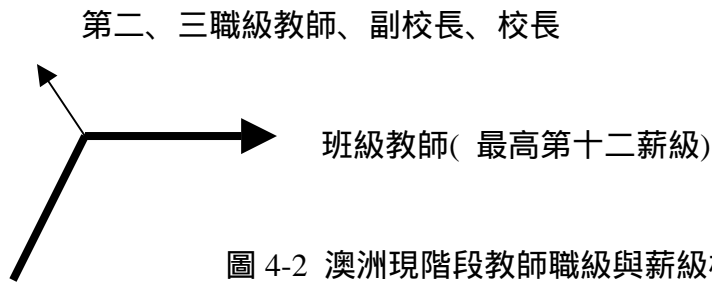 第二、三職級教師、副校長、校長
班級教師( 最高第十二薪級)
圖 4-2 澳洲現階段教師職級與薪級